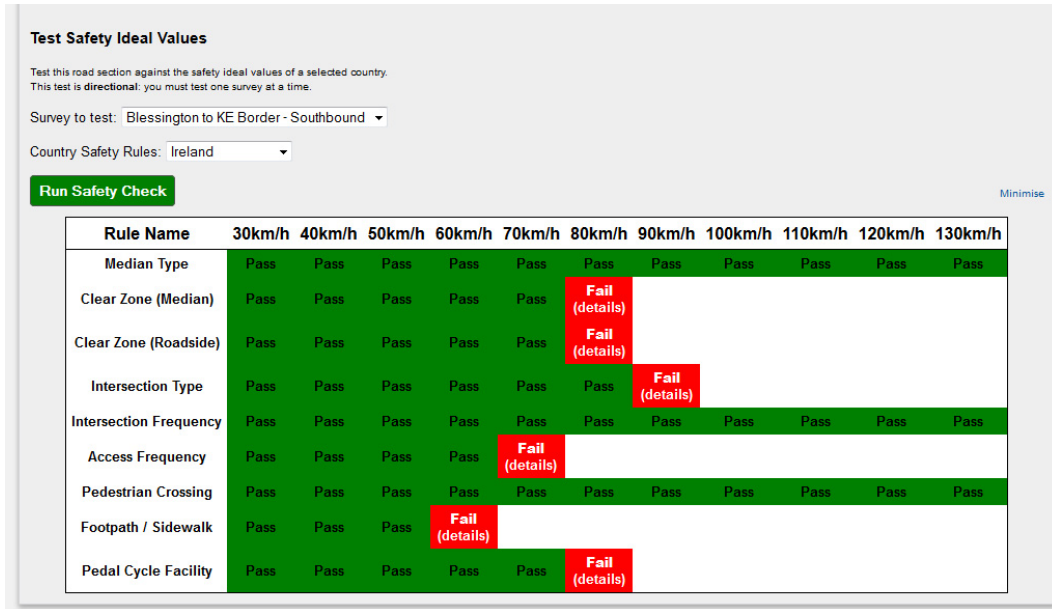 Test Safety Ideal Values
Test this road section against the safety ideal values of a selected country.
This test is directional: you must test one survey at a time.
Survey to test: Blessington to KE Border - Southbound
Country Safety Rules: Ireland
Run Safety Check
Minimise
Rule Name 30km/h 40km/h 50km/h 60km/h 70km/h 80km/h 90km/h 100km/h 110km/h 120km/h 130km/h
Median Type Pass Pass Pass Pass Pass Pass Pass Pass Pass Pass Pass
Clear Zone (Median) Pass Pass Pass Pass Pass Fail
(details)
Clear Zone (Roadside) Pass Pass Pass Pass Pass Fail
(details)
Intersection Type Pass Pass Pass Pass Pass Pass Fail
(details)
Intersection Frequency Pass Pass Pass Pass Pass Pass Pass Pass Pass Pass Pass
Access Frequency Pass Pass Pass Pass Fail
(details)
Pedestrian Crossing Pass Pass Pass Pass Pass Pass Pass Pass Pass Pass Pass
Footpath / Sidewalk Pass Pass Pass Fail
(details)
Pedal Cycle Facility Pass Pass Pass Pass Pass Fail
(details)